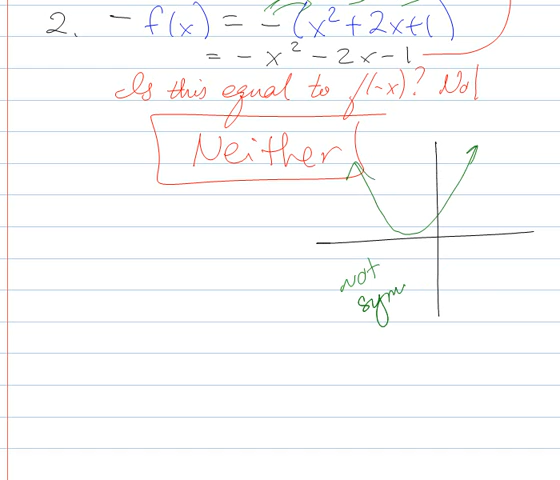 2. -f(x) = -(x²+2x+1)
= -x²-2x-1
Is this equal to f(-x)? No!
Neither!
not
sym.